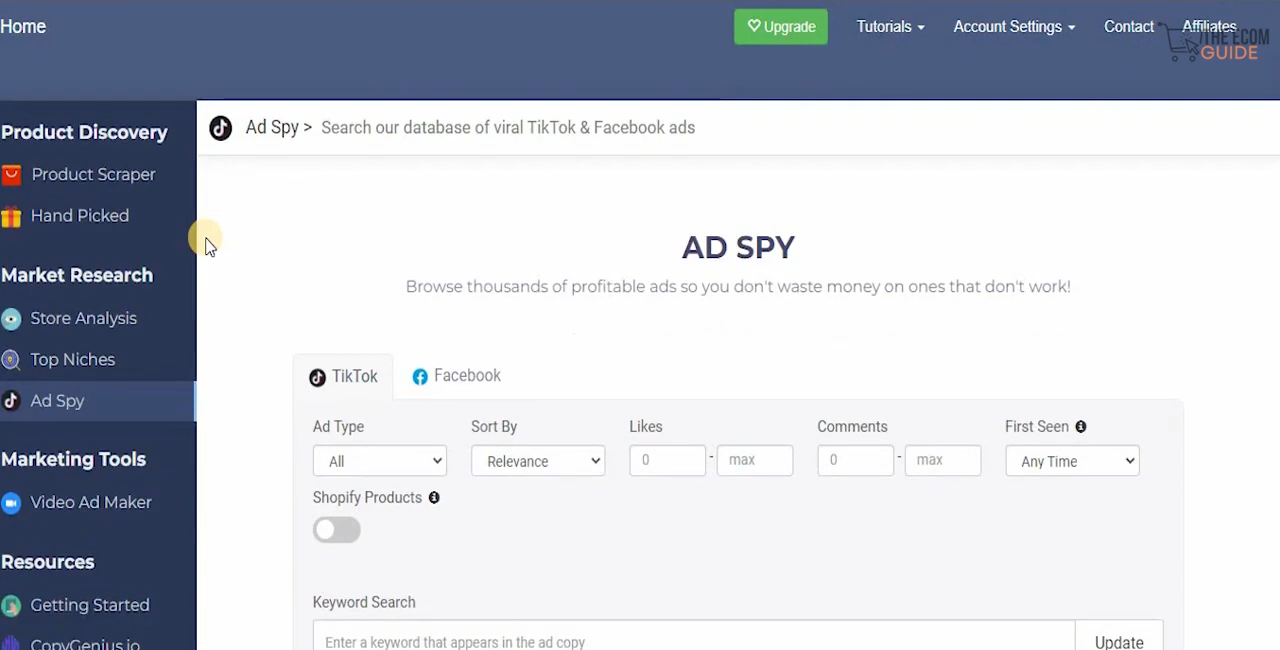 Home
Upgrade
Tutorials
Account Settings
Contact
Affiliates
THE ECOM
GUIDE
Product Discovery
Product Scraper
Hand Picked
Market Research
Store Analysis
Top Niches
Ad Spy
Marketing Tools
Video Ad Maker
Resources
Getting Started
CopyGenius.io
Ad Spy > Search our database of viral TikTok & Facebook ads
AD SPY
Browse thousands of profitable ads so you don't waste money on ones that don't work!
TikTok
Facebook
Ad Type
Sort By
Likes
Comments
First Seen
All
Relevance
0 - max
0 - max
Any Time
Shopify Products
Keyword Search
Enter a keyword that appears in the ad copy
Update